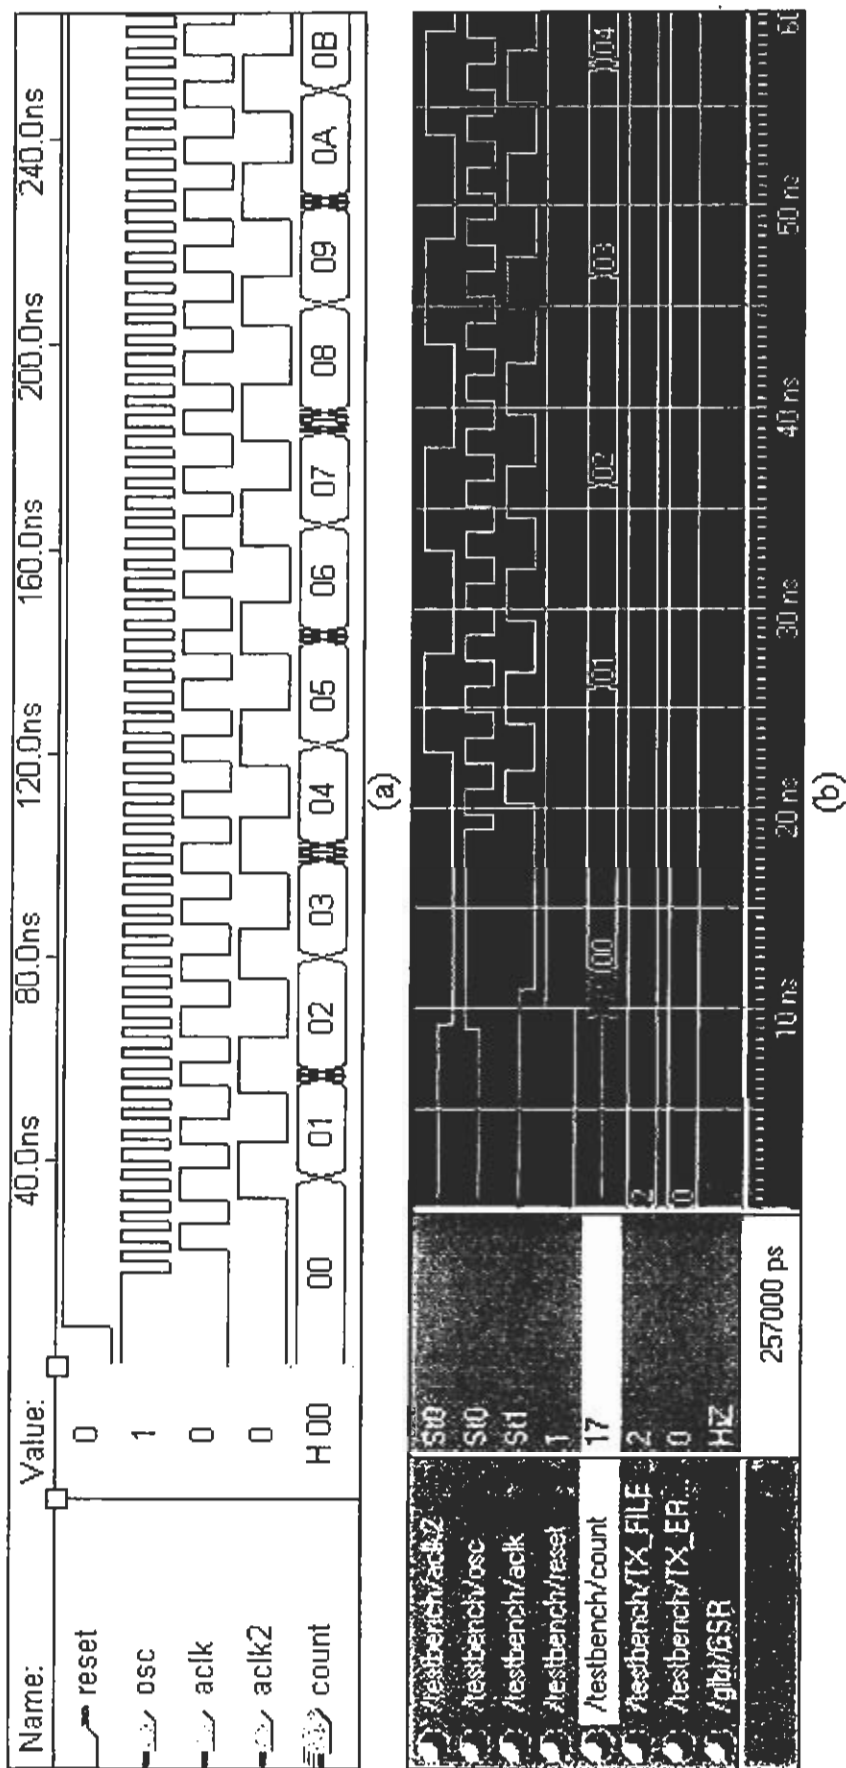 Name: Value: 40.0ns 80.0ns 120.0ns 160.0ns 200.0ns 240.0ns
reset 0
osc 1
aclk 0
aclk2 0
count H 00 00 01 02 03 04 05 06 07 08 09 0A 0B
(a)
/testbench/aclk2 St0
/testbench/osc St0
/testbench/aclk St1
/testbench/reset 1
/testbench/count 17 00 01 02 03 004
/testbench/TX_FILE 2 2
/testbench/TX_ER... 0 0
/glbl/GSR HiZ
257000 ps 10 ns 20 ns 30 ns 40 ns 50 ns 60
(b)